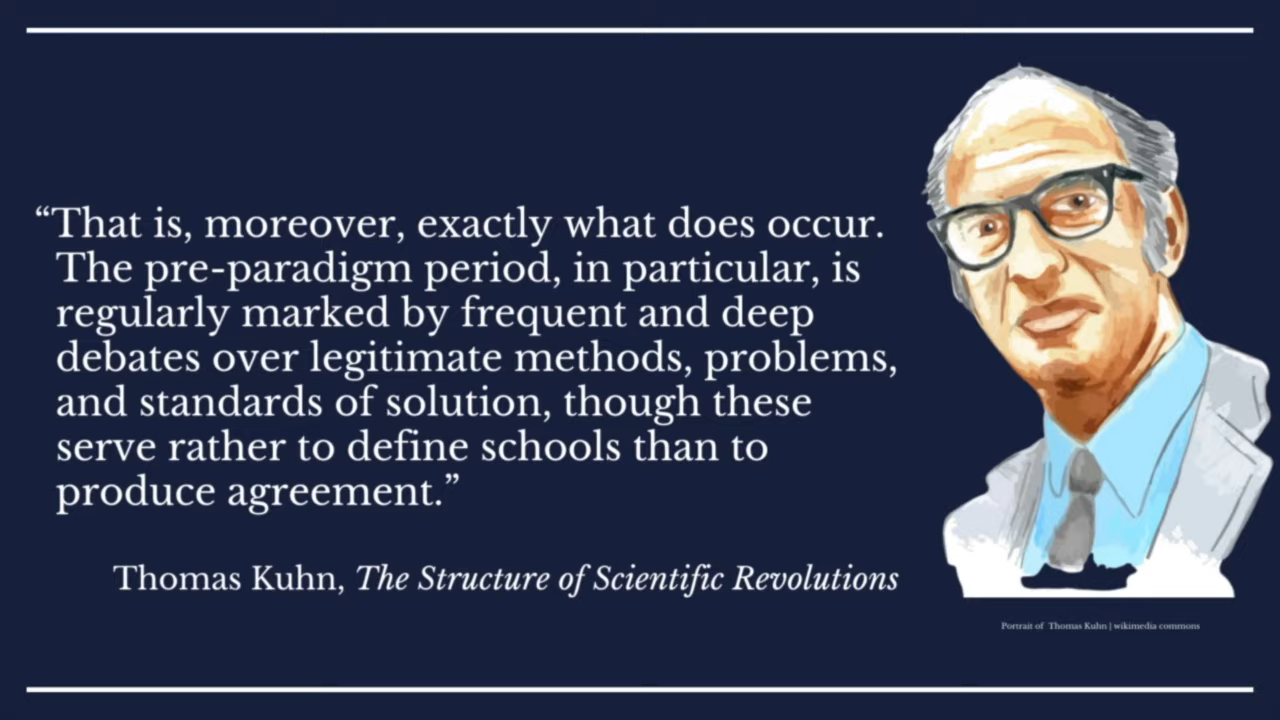 “That is, moreover, exactly what does occur.
The pre-paradigm period, in particular, is
regularly marked by frequent and deep
debates over legitimate methods, problems,
and standards of solution, though these
serve rather to define schools than to
produce agreement.”
Thomas Kuhn, The Structure of Scientific Revolutions
Portrait of Thomas Kuhn | wikimedia commons